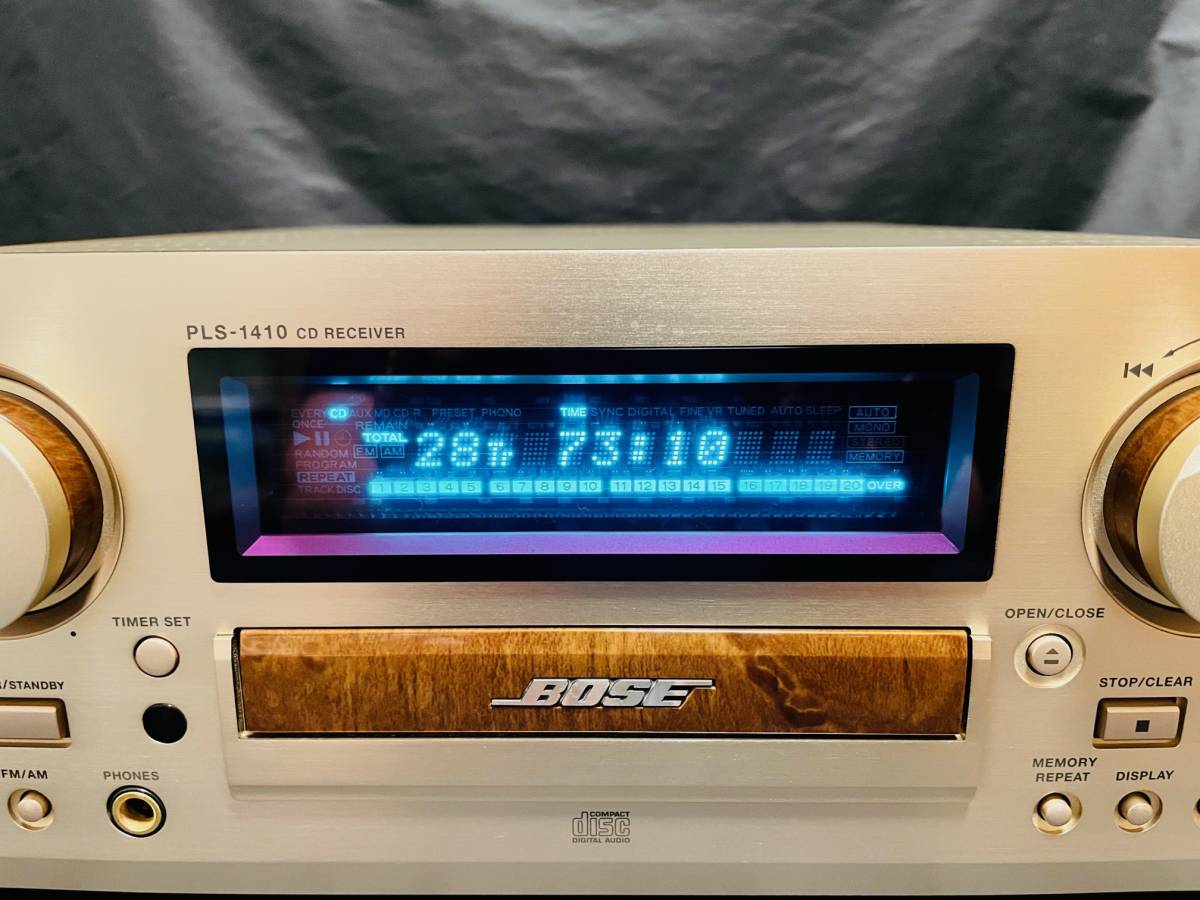 PLS-1410 CD RECEIVER
EVERY CD AUX MD CD-R PRESET PHONO TIME SYNC DIGITAL FINE VR TUNED AUTO SLEEP AUTO
ONCE REMAIN MONO
TOTAL 28Tr 73:10 STEREO
RANDOM FM AM MEMORY
PROGRAM
REPEAT
TRACK DISC 1 2 3 4 5 6 7 8 9 10 11 12 13 14 15 16 17 18 19 20 OVER
TIMER SET
OPEN/CLOSE
/STANDBY
BOSE
STOP/CLEAR
FM/AM
PHONES
MEMORY REPEAT
DISPLAY
COMPACT
disc
DIGITAL AUDIO